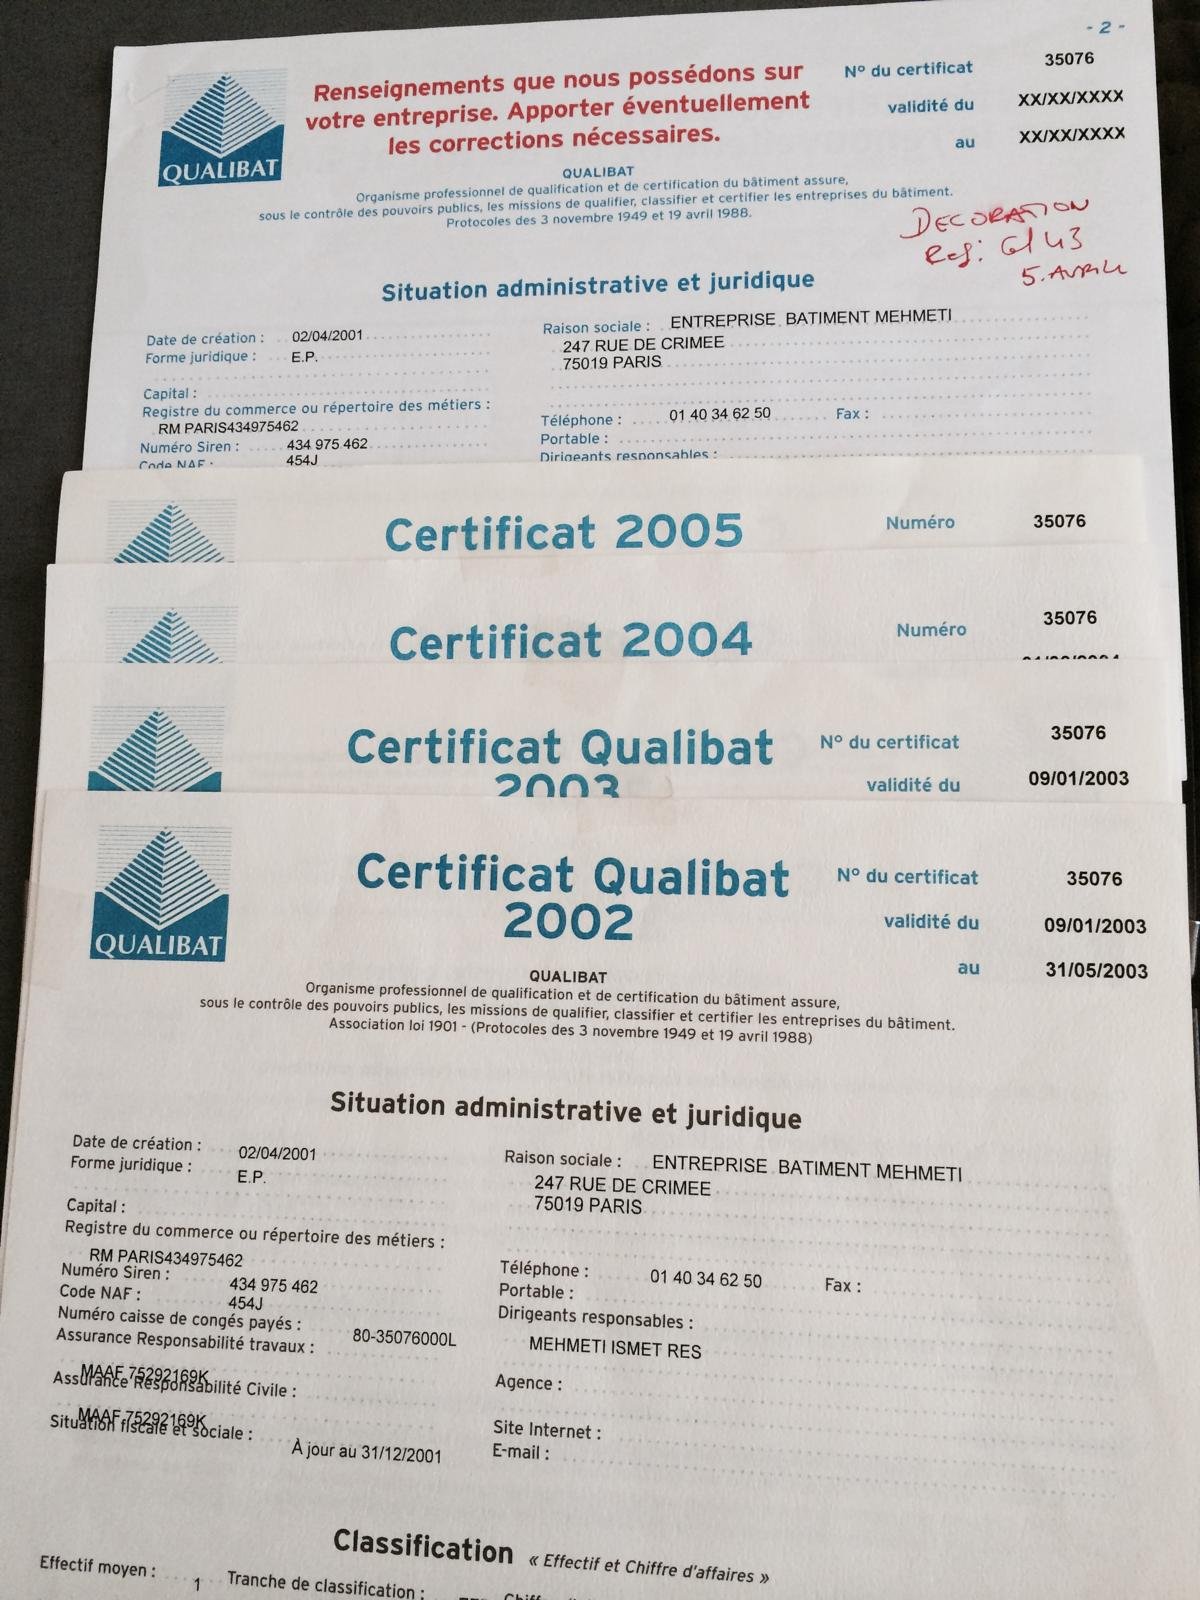 - 2 -
QUALIBAT
Renseignements que nous possédons sur
votre entreprise. Apporter éventuellement
les corrections nécessaires.
N° du certificat 35076
validité du XX/XX/XXXX
au XX/XX/XXXX
QUALIBAT
Organisme professionnel de qualification et de certification du bâtiment assure,
sous le contrôle des pouvoirs publics, les missions de qualifier, classifier et certifier les entreprises du bâtiment.
Protocoles des 3 novembre 1949 et 19 avril 1988.
DECORATION
Ref: 6143
5. AVRIL
Situation administrative et juridique
Date de création : 02/04/2001
Forme juridique : E.P.
Capital :
Registre du commerce ou répertoire des métiers :
RM PARIS434975462
Numéro Siren : 434 975 462
Code NAF : 454J
Raison sociale : ENTREPRISE BATIMENT MEHMETI
247 RUE DE CRIMEE
75019 PARIS
Téléphone : 01 40 34 62 50 Fax :
Portable :
Dirigeants responsables :
Certificat 2005
Numéro 35076
Certificat 2004
Numéro 35076
Certificat Qualibat
2003
N° du certificat 35076
validité du 09/01/2003
QUALIBAT
Certificat Qualibat
2002
N° du certificat 35076
validité du 09/01/2003
au 31/05/2003
QUALIBAT
Organisme professionnel de qualification et de certification du bâtiment assure,
sous le contrôle des pouvoirs publics, les missions de qualifier, classifier et certifier les entreprises du bâtiment.
Association loi 1901 - (Protocoles des 3 novembre 1949 et 19 avril 1988)
Situation administrative et juridique
Date de création : 02/04/2001
Forme juridique : E.P.
Capital :
Registre du commerce ou répertoire des métiers :
RM PARIS434975462
Numéro Siren : 434 975 462
Code NAF : 454J
Numéro caisse de congés payés : 80-35076000L
Assurance Responsabilité travaux :
MAAF 75292169K
Assurance Responsabilité Civile :
MAAF 75292169K
Situation fiscale et sociale :
À jour au 31/12/2001
Raison sociale : ENTREPRISE BATIMENT MEHMETI
247 RUE DE CRIMEE
75019 PARIS
Téléphone : 01 40 34 62 50 Fax :
Portable :
Dirigeants responsables :
MEHMETI ISMET RES
Agence :
Site Internet :
E-mail :
Classification « Effectif et Chiffre d'affaires »
Effectif moyen : 1 Tranche de classification :